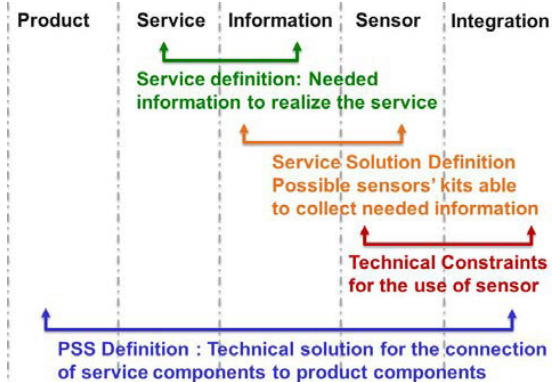 Product Service Information Sensor Integration
Service definition: Needed
information to realize the service
Service Solution Definition
Possible sensors' kits able
to collect needed information
Technical Constraints
for the use of sensor
PSS Definition : Technical solution for the connection
of service components to product components